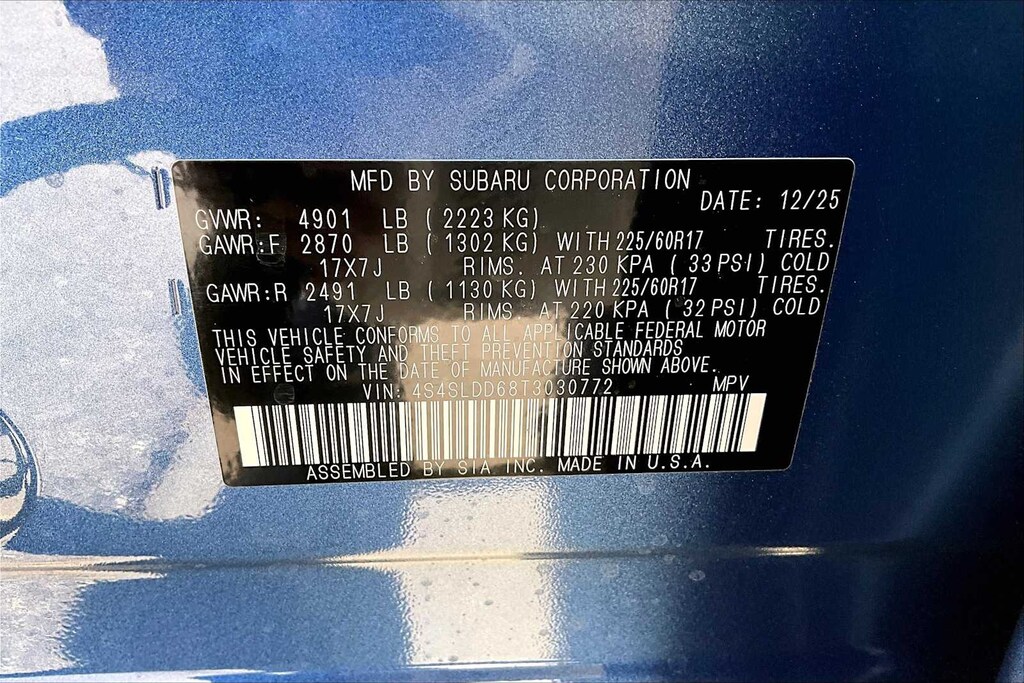 MFD BY SUBARU CORPORATION
DATE: 12/25
GVWR: 4901 LB ( 2223 KG)
GAWR:F 2870 LB ( 1302 KG) WITH 225/60R17 TIRES.
17X7J RIMS. AT 230 KPA ( 33 PSI) COLD
GAWR:R 2491 LB ( 1130 KG) WITH 225/60R17 TIRES.
17X7J RIMS. AT 220 KPA ( 32 PSI) COLD
THIS VEHICLE CONFORMS TO ALL APPLICABLE FEDERAL MOTOR
VEHICLE SAFETY AND THEFT PREVENTION STANDARDS
IN EFFECT ON THE DATE OF MANUFACTURE SHOWN ABOVE.
VIN: 4S4SLDD68T3030772 MPV
ASSEMBLED BY SIA INC. MADE IN U.S.A.